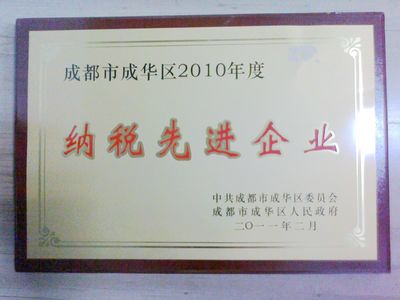 成都市成华区2010年度
纳税先进企业
中共成都市成华区委员会
成都市成华区人民政府
二〇一一年二月